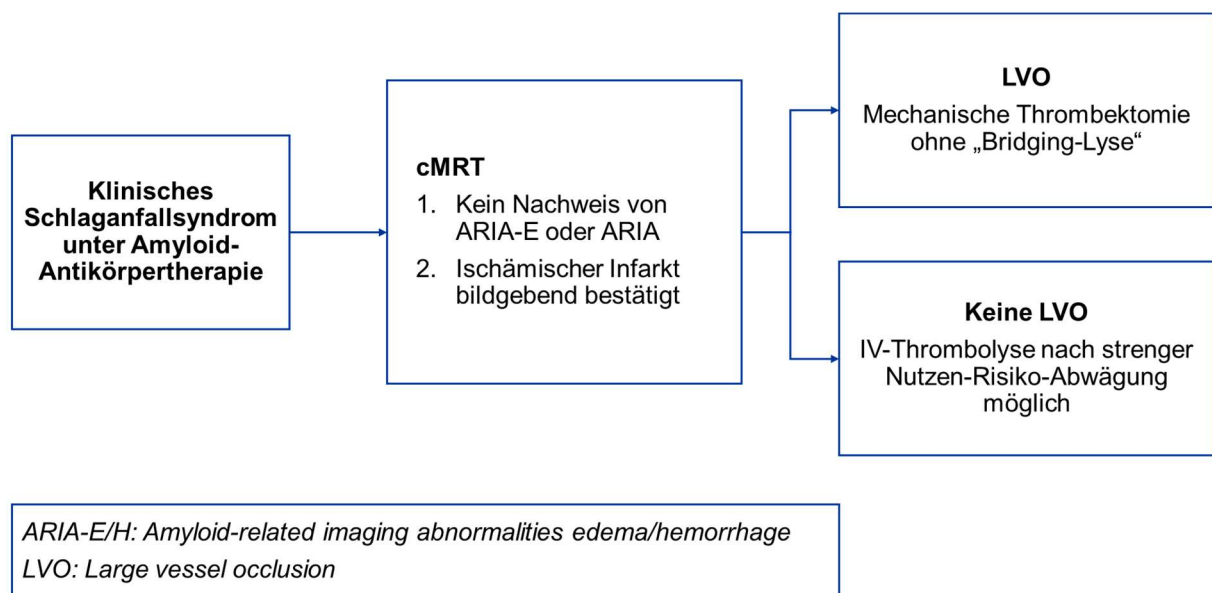 Klinisches
Schlaganfallsyndrom
unter Amyloid-
Antikörpertherapie
cMRT
1. Kein Nachweis von
ARIA-E oder ARIA
2. Ischämischer Infarkt
bildgebend bestätigt
LVO
Mechanische Thrombektomie
ohne „Bridging-Lyse“
Keine LVO
IV-Thrombolyse nach strenger
Nutzen-Risiko-Abwägung
möglich
ARIA-E/H: Amyloid-related imaging abnormalities edema/hemorrhage
LVO: Large vessel occlusion